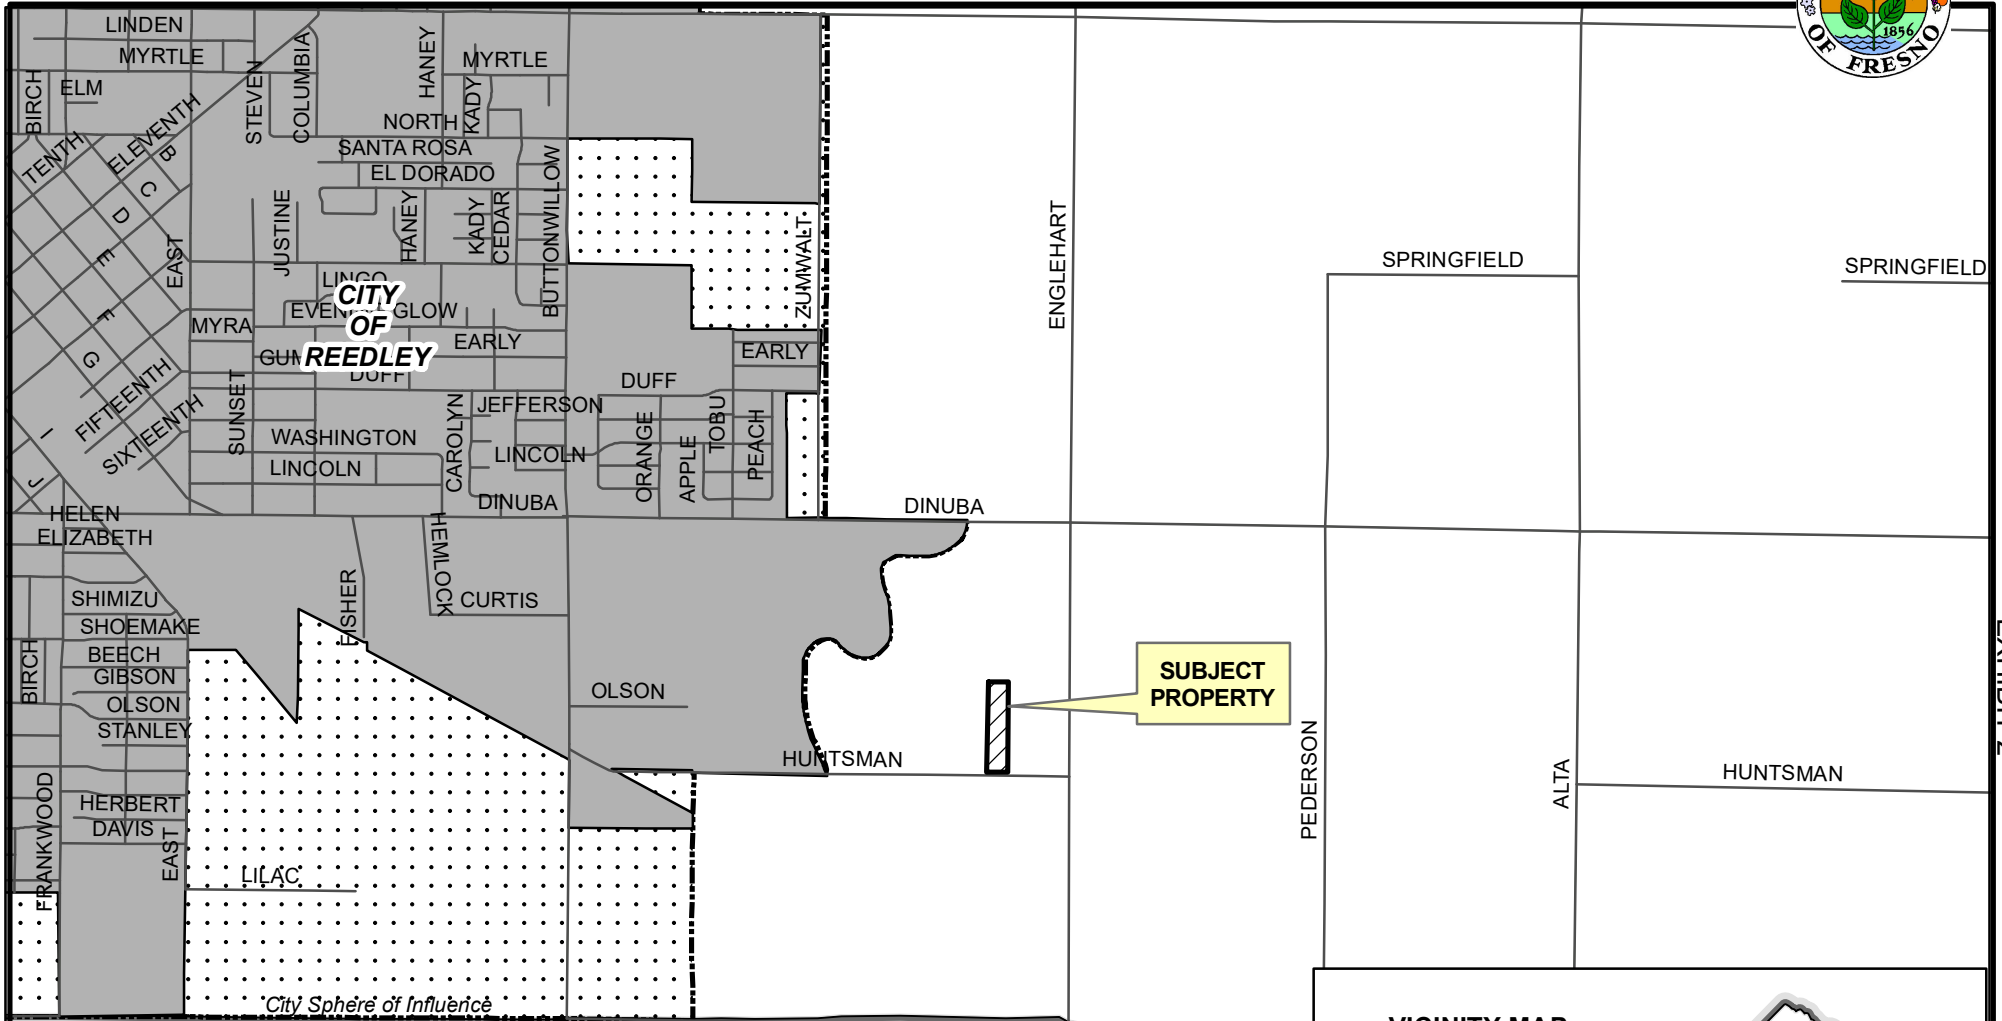 LINDEN
MYRTLE
BIRCH
ELM
STEVEN
COLUMBIA
HANEY
MYRTLE
KADY
1856
OF FRESNO
TENTH
ELEVENTH
B
C
D
E
F
G
I
J
NORTH
SANTA ROSA
EL DORADO
EAST
JUSTINE
HANEY
KADY
CEDAR
BUTTONWILLOW
ZUMWALT
ENGLEHART
SPRINGFIELD
SPRINGFIELD
LINGO
CITY
OF
REEDLEY
MYRA
EARLY
EARLY
DUFF
DUFF
FIFTEENTH
SIXTEENTH
SUNSET
WASHINGTON
LINCOLN
CAROLYN
JEFFERSON
LINCOLN
DINUBA
ORANGE
APPLE
TOBU
PEACH
DINUBA
HELEN
ELIZABETH
HEMLOCK
CURTIS
SHIMIZU
SHOEMAKE
BEECH
GIBSON
OLSON
STANLEY
BIRCH
OLSON
SUBJECT
PROPERTY
HUNTSMAN
PEDERSON
ALTA
HUNTSMAN
FRANKWOOD
HERBERT
DAVIS
EAST
LILAC
City Sphere of Influence
VICINITY MAP